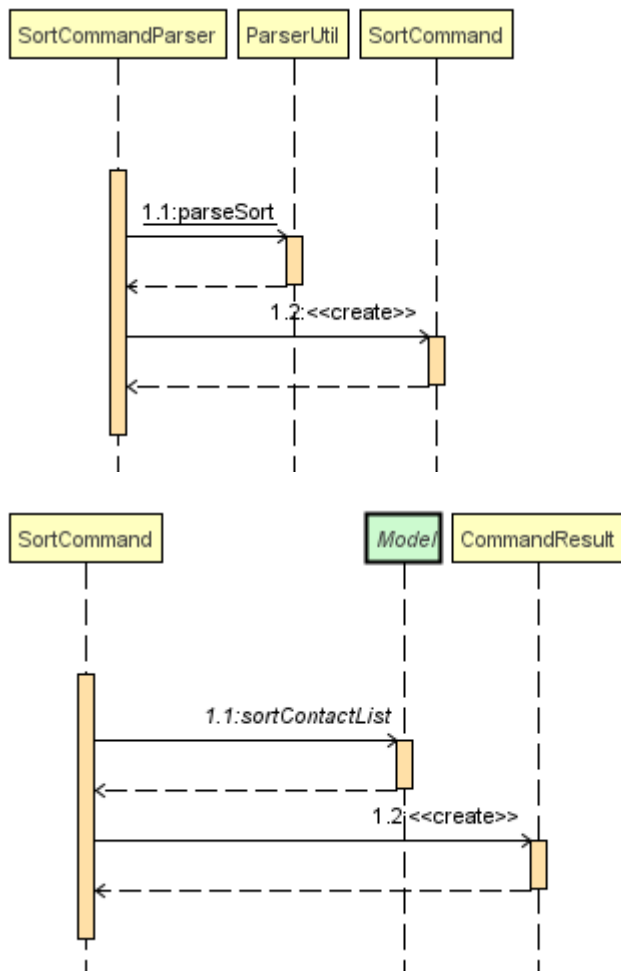 SortCommandParser ParserUtil SortCommand
1.1:parseSort
1.2:<<create>>
SortCommand Model CommandResult
1.1:sortContactList
1.2:<<create>>